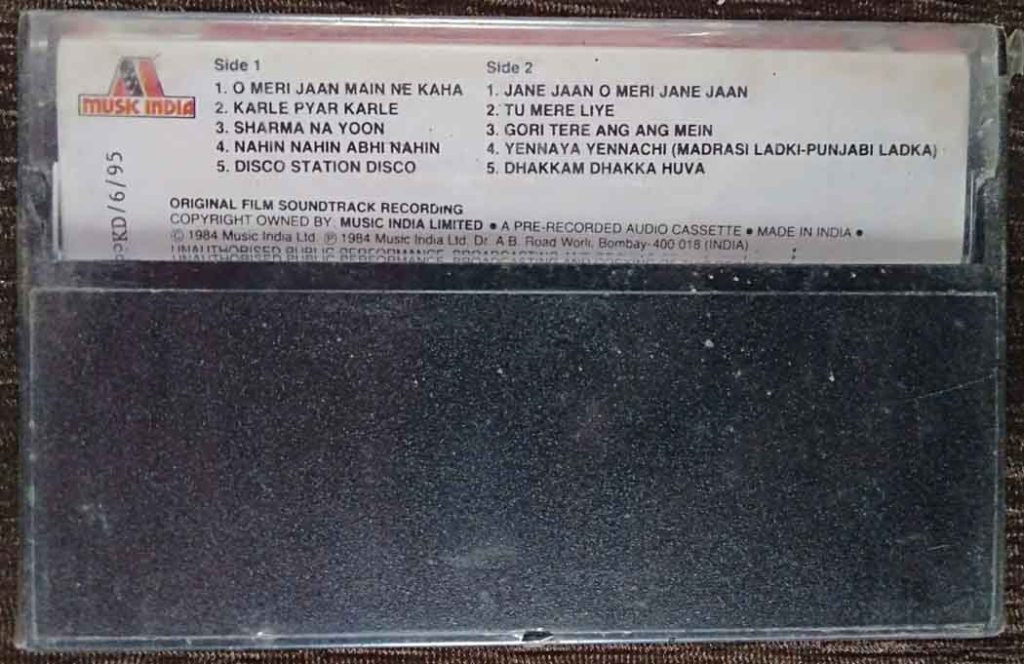 MUSIC INDIA
Side 1
1. O MERI JAAN MAIN NE KAHA
2. KARLE PYAR KARLE
3. SHARMA NA YOON
4. NAHIN NAHIN ABHI NAHIN
5. DISCO STATION DISCO
Side 2
1. JANE JAAN O MERI JANE JAAN
2. TU MERE LIYE
3. GORI TERE ANG ANG MEIN
4. YENNAYA YENNACHI (MADRASI LADKI-PUNJABI LADKA)
5. DHAKKAM DHAKKA HUVA
KD/6/95
ORIGINAL FILM SOUNDTRACK RECORDING
COPYRIGHT OWNED BY: MUSIC INDIA LIMITED ● A PRE-RECORDED AUDIO CASSETTE ● MADE IN INDIA ●
© 1984 Music India Ltd. ℗ 1984 Music India Ltd. Dr. A.B. Road Worli, Bombay-400 018 (INDIA)
UNAUTHORISED PUBLIC PERFORMANCE, BROADCASTING